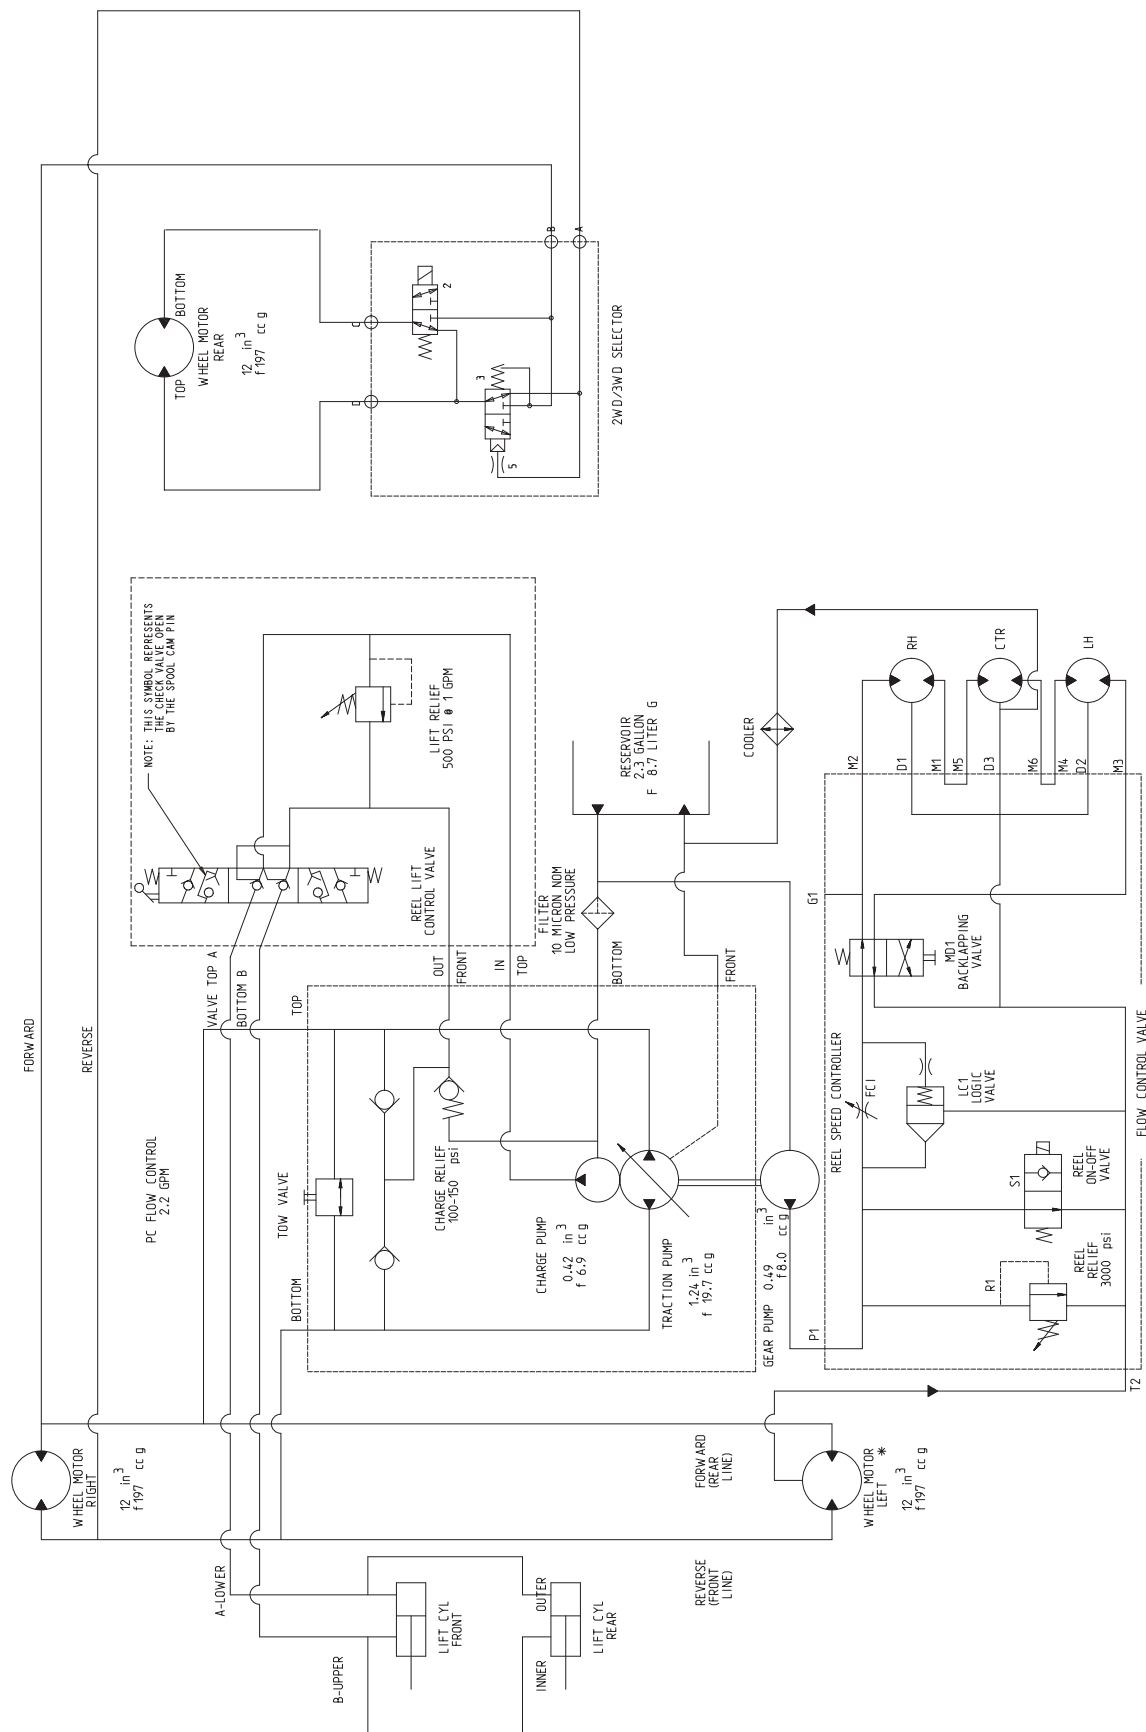 FORWARD
REVERSE
WHEEL MOTOR
RIGHT
12 in³
f 197 cc g
A-LOWER
B-UPPER
LIFT CYL
FRONT
INNER
OUTER
LIFT CYL
REAR
REVERSE
(FRONT
LINE)
FORWARD
(REAR
LINE)
WHEEL MOTOR *
LEFT
12 in³
f 197 cc g
PC FLOW CONTROL
2.2 GPM
VALVE TOP A
BOTTOM B
BOTTOM
TOW VALVE
TOP
CHARGE RELIEF
100-150 psi
CHARGE PUMP
0.42 in³
f 6.9 cc g
TRACTION PUMP
1.24 in³
f 19.7 cc g
GEAR PUMP 0.49 in³
f 8.0 cc g
OUT
FRONT
IN
TOP
BOTTOM
FRONT
NOTE: THIS SYMBOL REPRESENTS
THE CHECK VALVE OPEN
BY THE SPOOL CAM PIN
REEL LIFT
CONTROL VALVE
LIFT RELIEF
500 PSI @ 1 GPM
FILTER
10 MICRON NOM
LOW PRESSURE
RESERVOIR
2.3 GALLON
F 8.7 LITER G
COOLER
TOP
BOTTOM
WHEEL MOTOR
REAR
12 in³
f 197 cc g
D
C
B
A
2
3
5
2WD/3WD SELECTOR
P1
REEL SPEED CONTROLLER
FC1
G1
M2
D1
M1
M5
D3
M6
M4
D2
M3
RH
CTR
LH
MD1
BACKLAPPING
VALVE
LC1
LOGIC
VALVE
S1
REEL
ON-OFF
VALVE
R1
REEL
RELIEF
3000 psi
T2
FLOW CONTROL VALVE